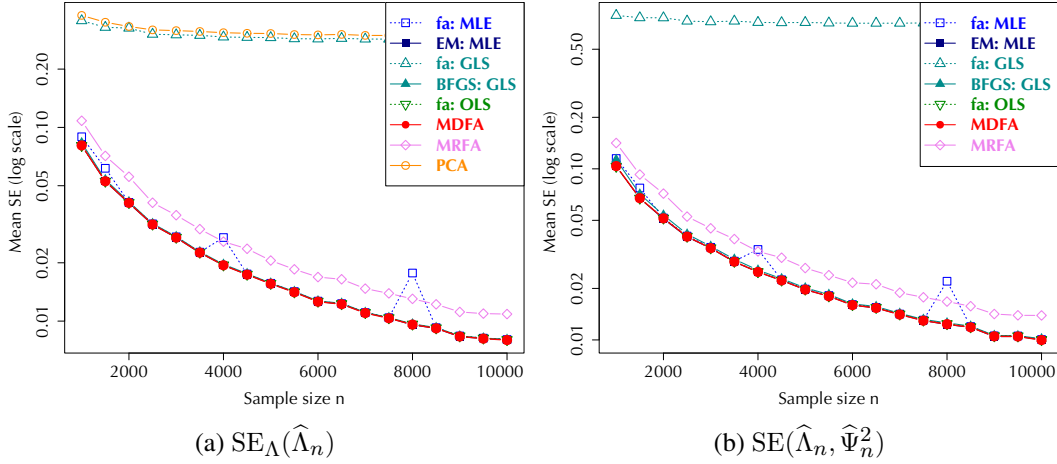 Mean SE (log scale)
0.20
0.10
0.05
0.02
0.01
2000
4000
6000
8000
10000
Sample size n
fa: MLE
EM: MLE
fa: GLS
BFGS: GLS
fa: OLS
MDFA
MRFA
PCA
(a) SE_Λ(Λ̂_n)
Mean SE (log scale)
0.50
0.20
0.10
0.05
0.02
0.01
2000
4000
6000
8000
10000
Sample size n
fa: MLE
EM: MLE
fa: GLS
BFGS: GLS
fa: OLS
MDFA
MRFA
(b) SE(Λ̂_n, Ψ̂²_n)